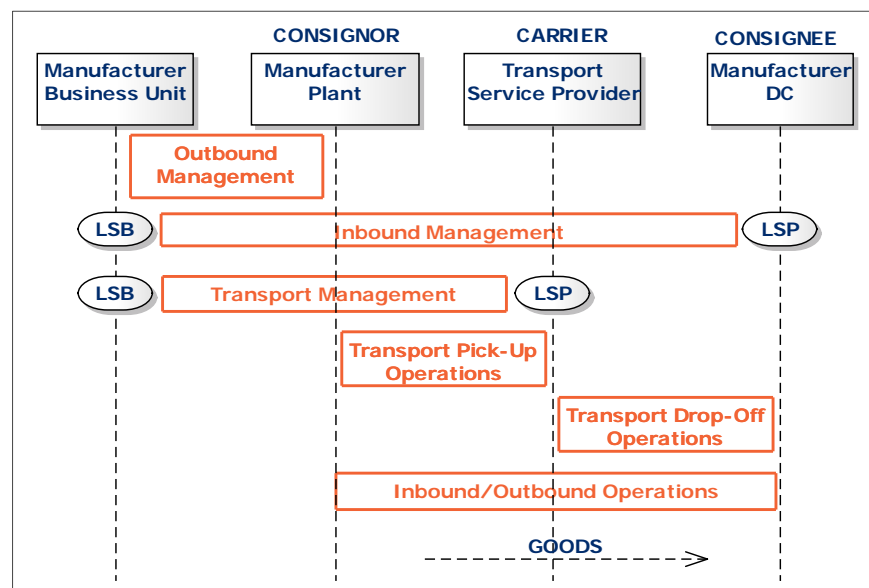 CONSIGNOR
CARRIER
CONSIGNEE
Manufacturer
Business Unit
Manufacturer
Plant
Transport
Service Provider
Manufacturer
DC
Outbound
Management
LSB
Inbound Management
LSP
LSB
Transport Management
LSP
Transport Pick-Up
Operations
Transport Drop-Off
Operations
Inbound/Outbound Operations
GOODS